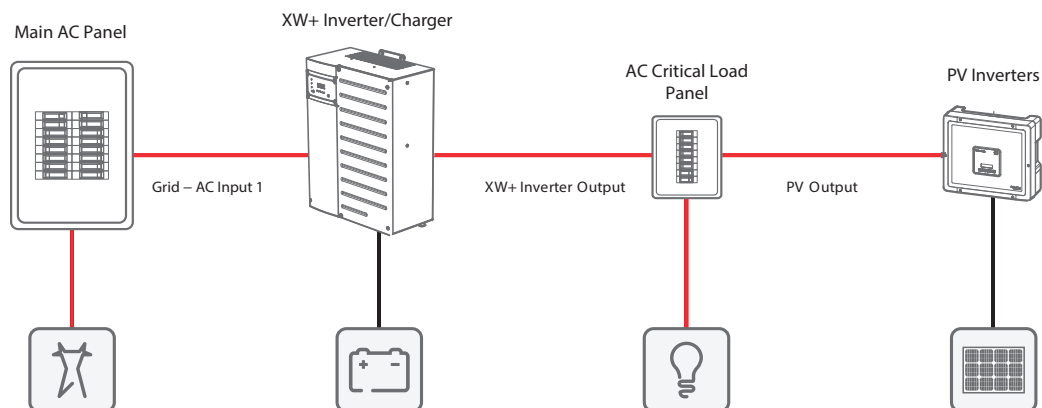 XW+ Inverter/Charger
Main AC Panel
AC Critical Load
Panel
PV Inverters
Grid – AC Input 1
XW+ Inverter Output
PV Output
+ -